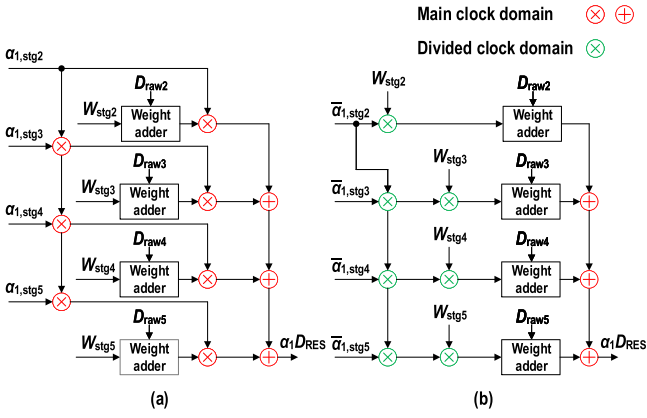 Main clock domain
Divided clock domain
α1,stg2
Draw2
Wstg2
Weight adder
α1,stg3
Draw3
Wstg3
Weight adder
α1,stg4
Draw4
Wstg4
Weight adder
α1,stg5
Draw5
Wstg5
Weight adder
α1DRES
(a)
Wstg2
Draw2
ᾱ1,stg2
Weight adder
Wstg3
Draw3
ᾱ1,stg3
Weight adder
Wstg4
Draw4
ᾱ1,stg4
Weight adder
Wstg5
Draw5
ᾱ1,stg5
Weight adder
α1DRES
(b)